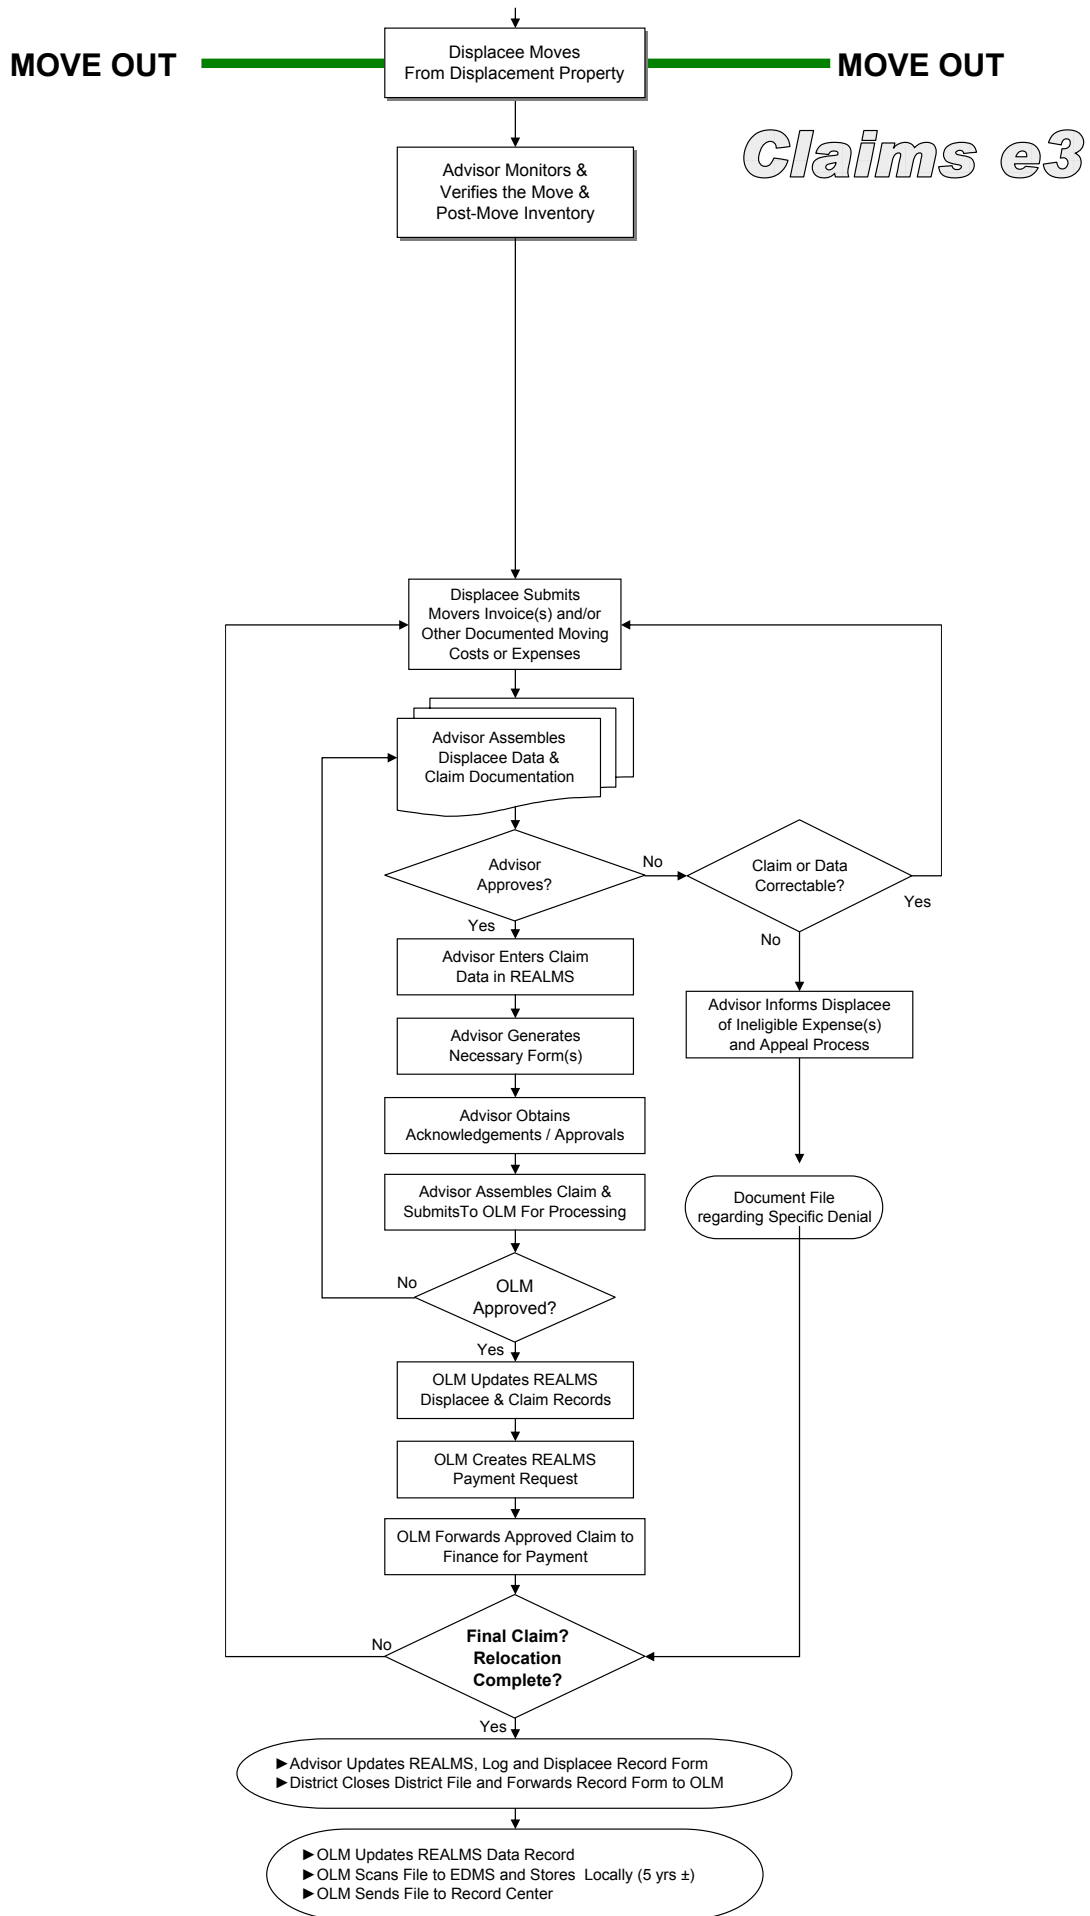 Displacee Moves
From Displacement Property
MOVE OUT
MOVE OUT
Claims e3
Advisor Monitors &
Verifies the Move &
Post-Move Inventory
Displacee Submits
Movers Invoice(s) and/or
Other Documented Moving
Costs or Expenses
Advisor Assembles
Displacee Data &
Claim Documentation
Advisor
Approves?
No
Claim or Data
Correctable?
Yes
Yes
No
Advisor Enters Claim
Data in REALMS
Advisor Informs Displacee
of Ineligible Expense(s)
and Appeal Process
Advisor Generates
Necessary Form(s)
Advisor Obtains
Acknowledgements / Approvals
Advisor Assembles Claim &
SubmitsTo OLM For Processing
Document File
regarding Specific Denial
No
OLM
Approved?
Yes
OLM Updates REALMS
Displacee & Claim Records
OLM Creates REALMS
Payment Request
OLM Forwards Approved Claim to
Finance for Payment
No
Final Claim?
Relocation
Complete?
Yes
►Advisor Updates REALMS, Log and Displacee Record Form
►District Closes District File and Forwards Record Form to OLM
►OLM Updates REALMS Data Record
►OLM Scans File to EDMS and Stores Locally (5 yrs ±)
►OLM Sends File to Record Center